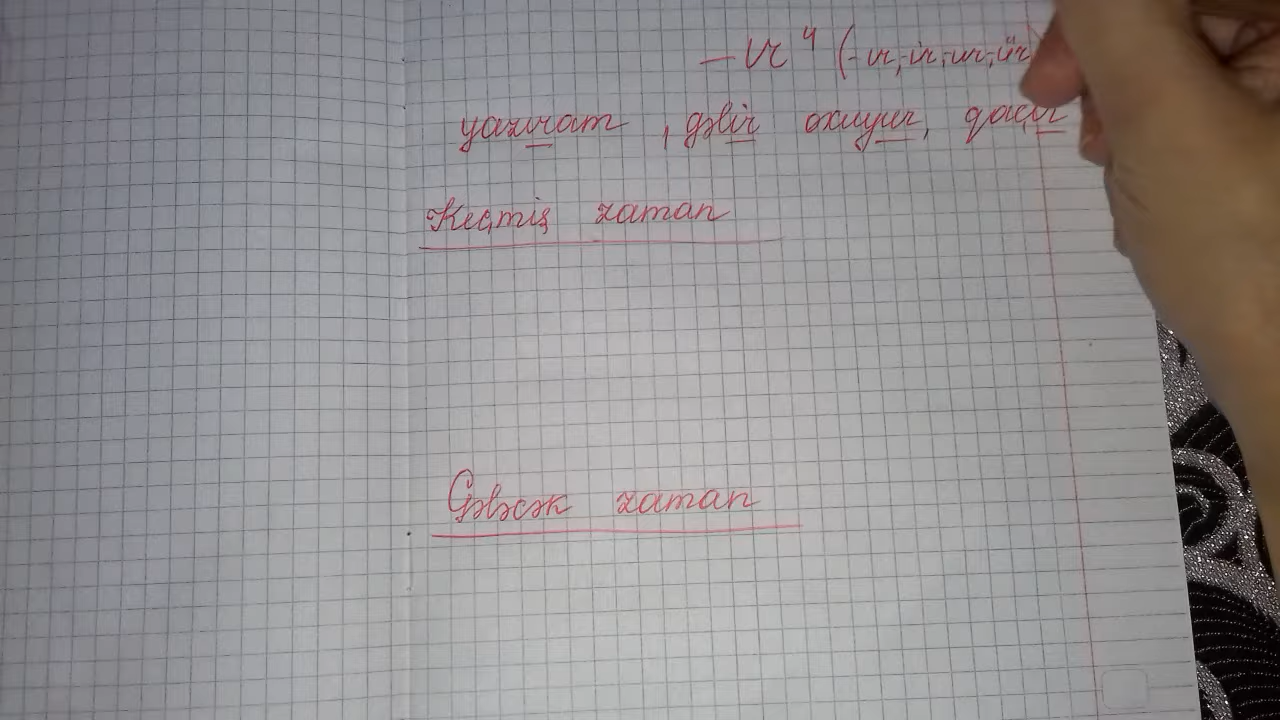 -ır⁴ (-ır,-ir,-ur,-ür)
yazıram, gəlir oxuyur, qaçır
Keçmiş zaman
Gələcək zaman